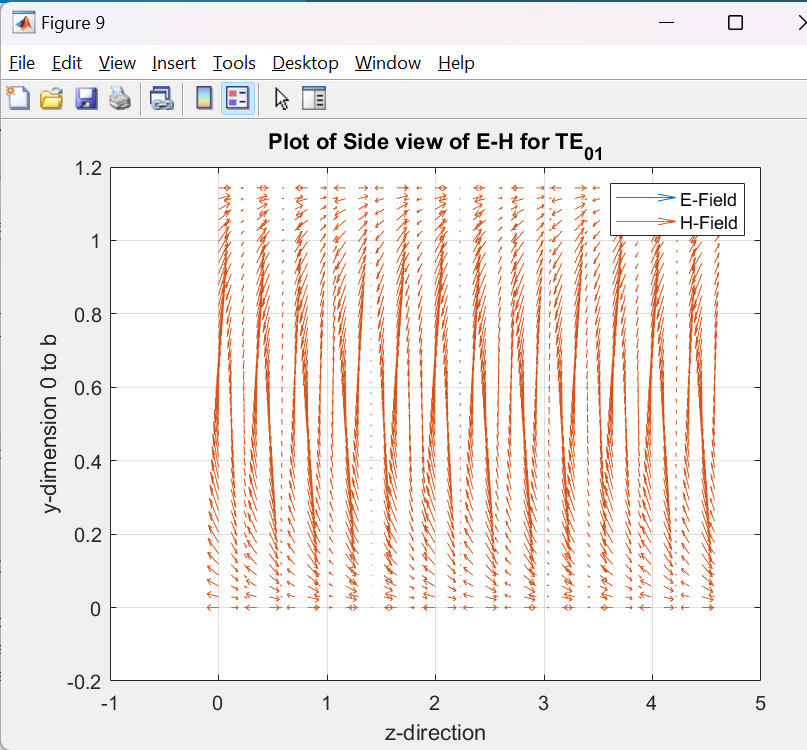 Figure 9
File Edit View Insert Tools Desktop Window Help
Plot of Side view of E-H for TE01
E-Field
H-Field
1.2
1
0.8
0.6
0.4
0.2
0
-0.2
y-dimension 0 to b
-1 0 1 2 3 4 5
z-direction